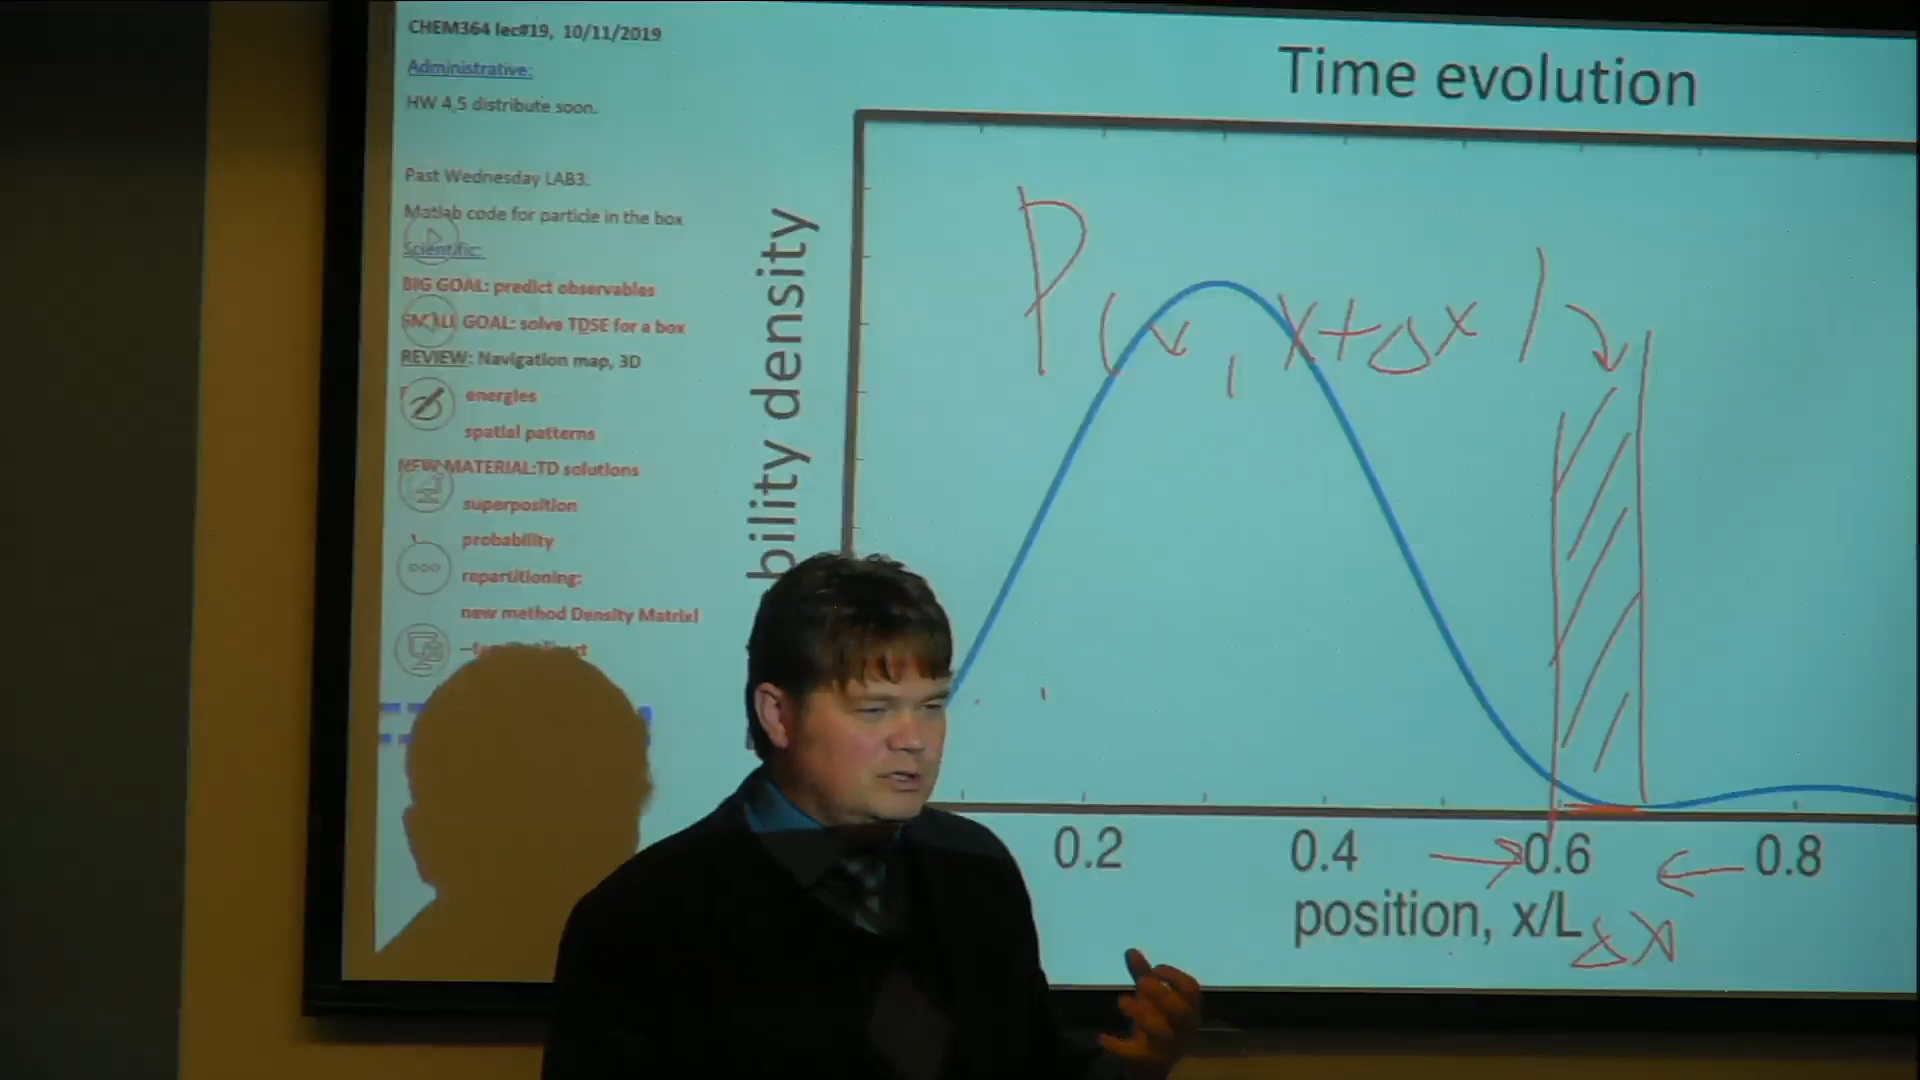 CHEM364 lec#19, 10/11/2019
Administrative:
HW 4,5 distribute soon.
Past Wednesday LAB3:
Matlab code for particle in the box
Scientific:
BIG GOAL: predict observables
SMALL GOAL: solve TDSE for a box
REVIEW: Navigation map, 3D
energies
spatial patterns
NEW MATERIAL:TD solutions
superposition
probability
repartitioning:
new method Density Matrix!
Time evolution
bility density
P(x, x+Δx)
0.2 0.4 0.6 0.8
position, x/L
Δx